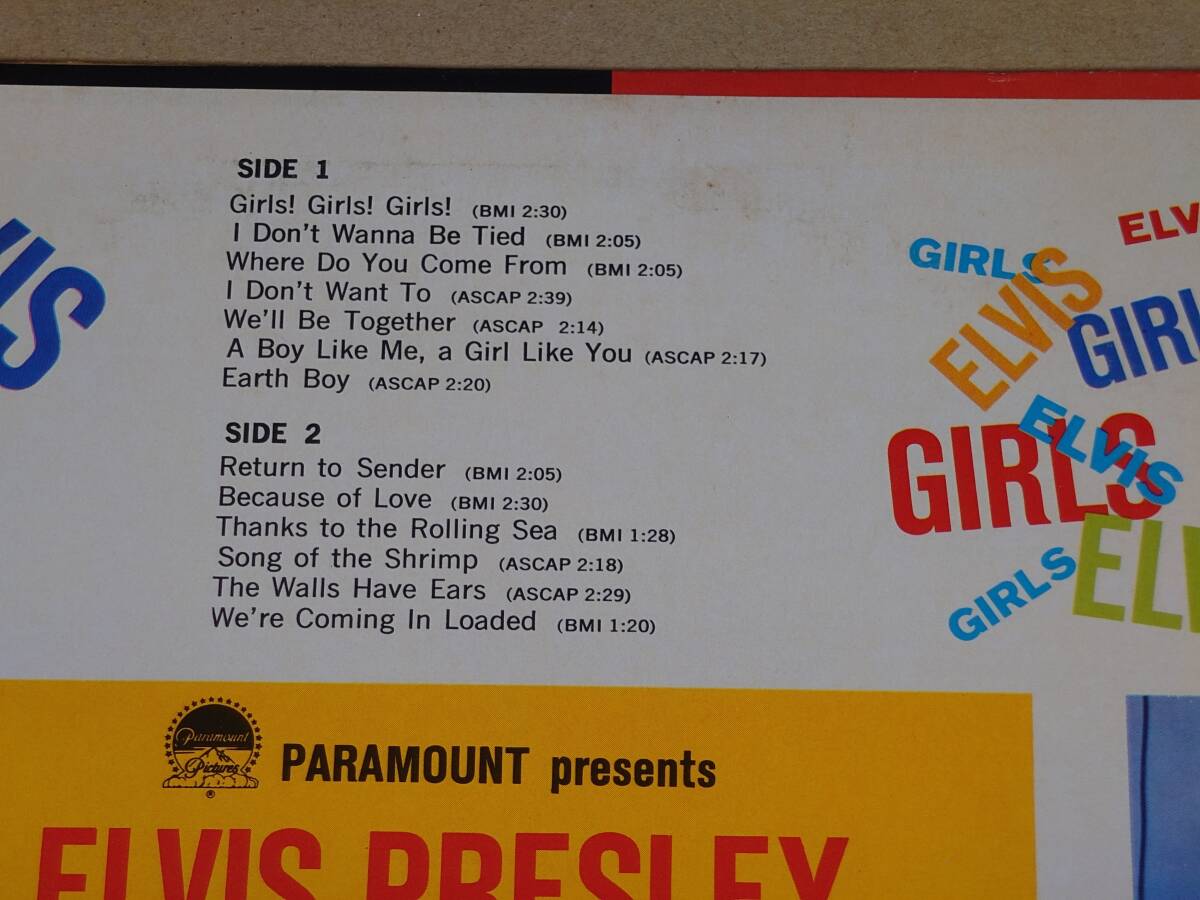 SIDE 1
Girls! Girls! Girls! (BMI 2:30)
I Don't Wanna Be Tied (BMI 2:05)
Where Do You Come From (BMI 2:05)
I Don't Want To (ASCAP 2:39)
We'll Be Together (ASCAP 2:14)
A Boy Like Me, a Girl Like You (ASCAP 2:17)
Earth Boy (ASCAP 2:20)
SIDE 2
Return to Sender (BMI 2:05)
Because of Love (BMI 2:30)
Thanks to the Rolling Sea (BMI 1:28)
Song of the Shrimp (ASCAP 2:18)
The Walls Have Ears (ASCAP 2:29)
We're Coming In Loaded (BMI 1:20)
IS
ELV
GIRLS
ELVIS
GIRL
ELVIS
GIRLS
GIRLS
ELV
Paramount
Pictures
®
PARAMOUNT presents
ELVIS PRESLEY